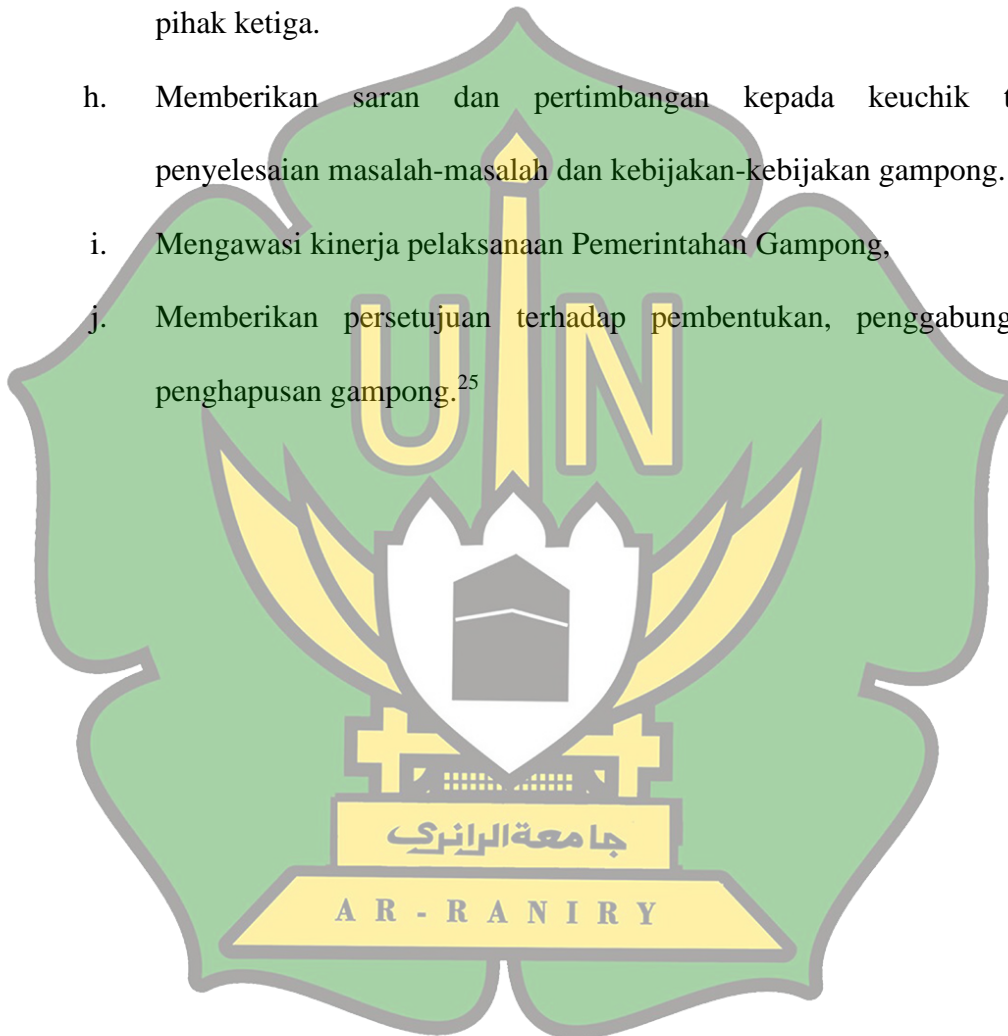 pihak ketiga.
h. Memberikan saran dan pertimbangan kepada keuchik
penyelesaian masalah-masalah dan kebijakan-kebijakan gampong.
i. Mengawasi kinerja pelaksanaan Pemerintahan Gampong,
j. Memberikan persetujuan terhadap pembentukan,
penghapusan gampong.25
UIN
جامعةالرانري
AR-RANIRY